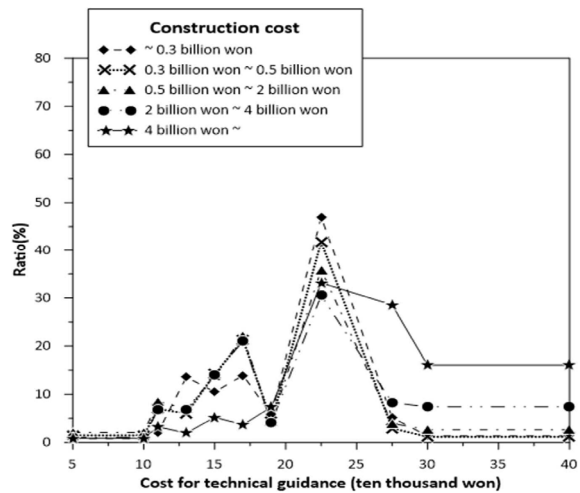 Construction cost
~ 0.3 billion won
0.3 billion won ~ 0.5 billion won
0.5 billion won ~ 2 billion won
2 billion won ~ 4 billion won
4 billion won ~
80
70
60
50
40
30
20
10
0
Ratio(%)
5 10 15 20 25 30 35 40
Cost for technical guidance (ten thousand won)